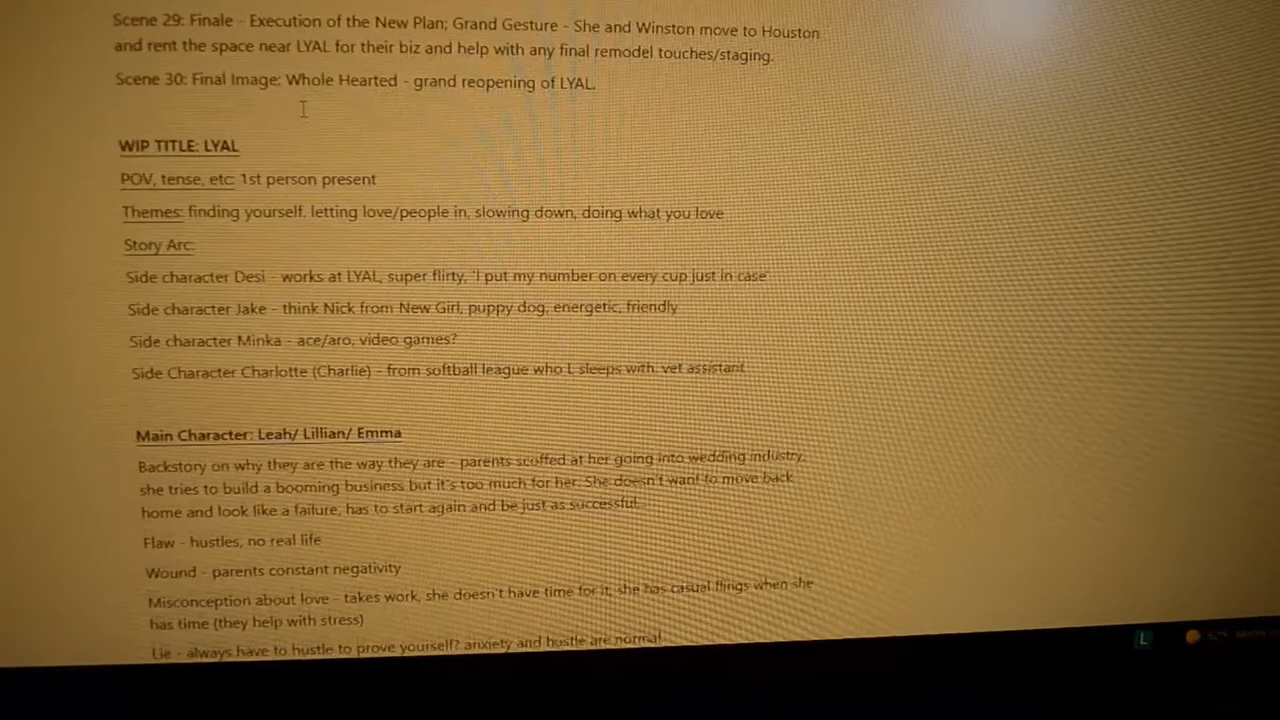 Scene 29: Finale - Execution of the New Plan; Grand Gesture - She and Winston move to Houston
and rent the space near LYAL for their biz and help with any final remodel touches/staging.
Scene 30: Final Image; Whole Hearted - grand reopening of LYAL.
WIP TITLE: LYAL
POV, tense, etc: 1st person present
Themes: finding yourself, letting love/people in, slowing down, doing what you love
Story Arc:
Side character Desi - works at LYAL, super flirty, "I put my number on every cup just in case"
Side character Jake - think Nick from New Girl, puppy dog, energetic, friendly
Side character Minka - ace/aro, video games?
Side Character Charlotte (Charlie) - from softball league who L sleeps with, vet assistant
Main Character: Leah/ Lillian/ Emma
Backstory on why they are the way they are - parents scoffed at her going into wedding industry,
she tries to build a booming business but it's too much for her. She doesn't want to move back
home and look like a failure, has to start again and be just as successful.
Flaw - hustles, no real life
Wound - parents constant negativity
Misconception about love - takes work, she doesn't have time for it, she has casual flings when she
has time (they help with stress)
Lie - always have to hustle to prove yourself? anxiety and hustle are normal
L